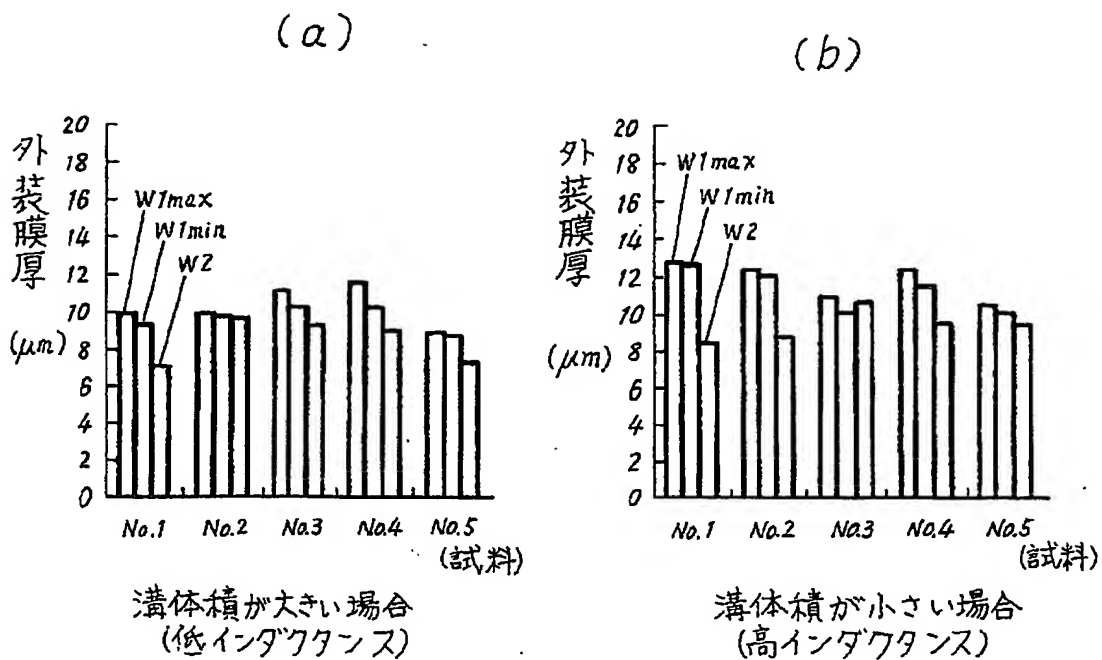 (a)
外装膜厚
(μm)
20
18
16
14
12
10
8
6
4
2
0
W1max
W1min
W2
No.1
No.2
No.3
No.4
No.5
(試料)
溝体積が大きい場合
(低インダクタンス)
(b)
外装膜厚
(μm)
20
18
16
14
12
10
8
6
4
2
0
W1max
W1min
W2
No.1
No.2
No.3
No.4
No.5
(試料)
溝体積が小さい場合
(高インダクタンス)